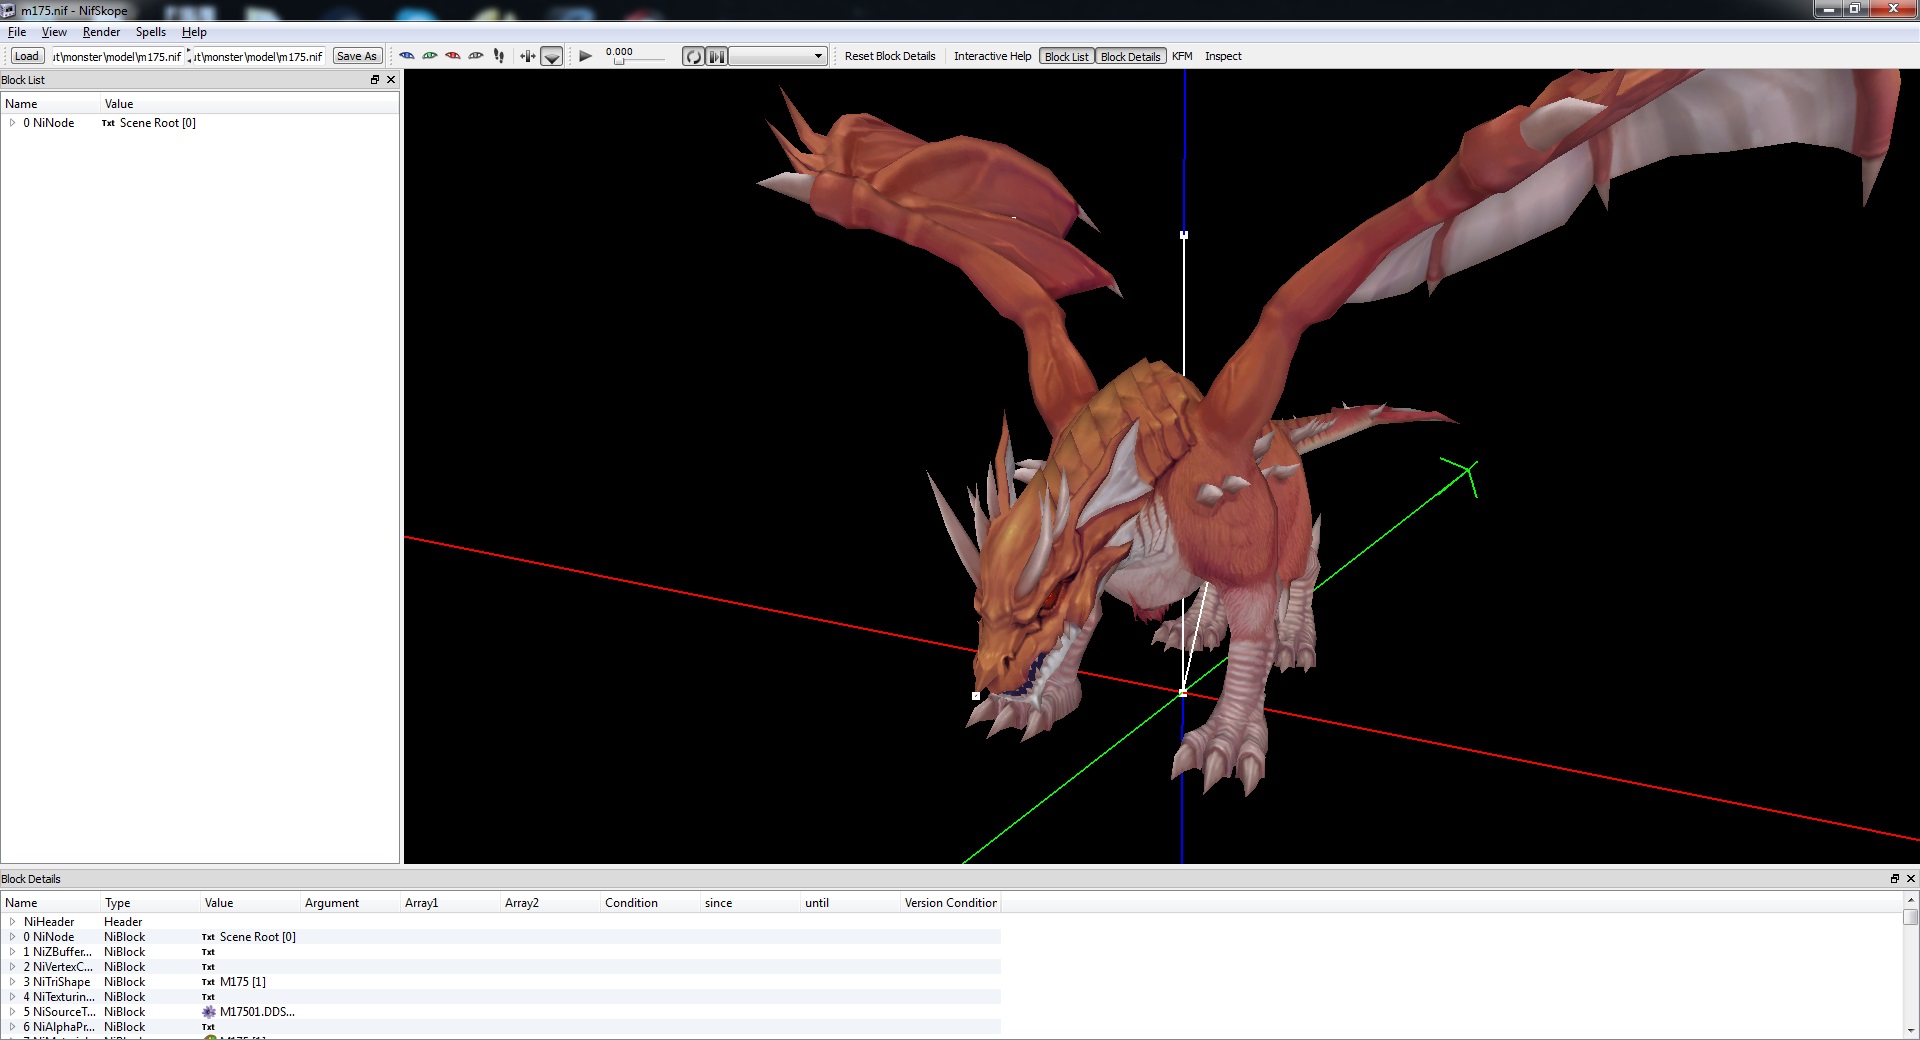 m175.nif - NifSkope
File View Render Spells Help
Load ut\monster\model\m175.nif ut\monster\model\m175.nif Save As 0.000 Reset Block Details Interactive Help Block List Block Details KFM Inspect
Block List
Name Value
0 NiNode Txt Scene Root [0]
Block Details
Name Type Value Argument Array1 Array2 Condition since until Version Condition
NiHeader Header
0 NiNode NiBlock Txt Scene Root [0]
1 NiZBuffer... NiBlock Txt
2 NiVertexC... NiBlock Txt
3 NiTriShape NiBlock Txt M175 [1]
4 NiTexturin... NiBlock Txt
5 NiSourceT... NiBlock M17501.DDS...
6 NiAlphaPr... NiBlock Txt